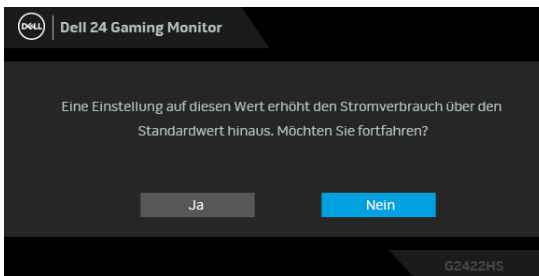 DELL
Dell 24 Gaming Monitor
Eine Einstellung auf diesen Wert erhöht den Stromverbrauch über den
Standardwert hinaus. Möchten Sie fortfahren?
Ja
Nein
G2422HS